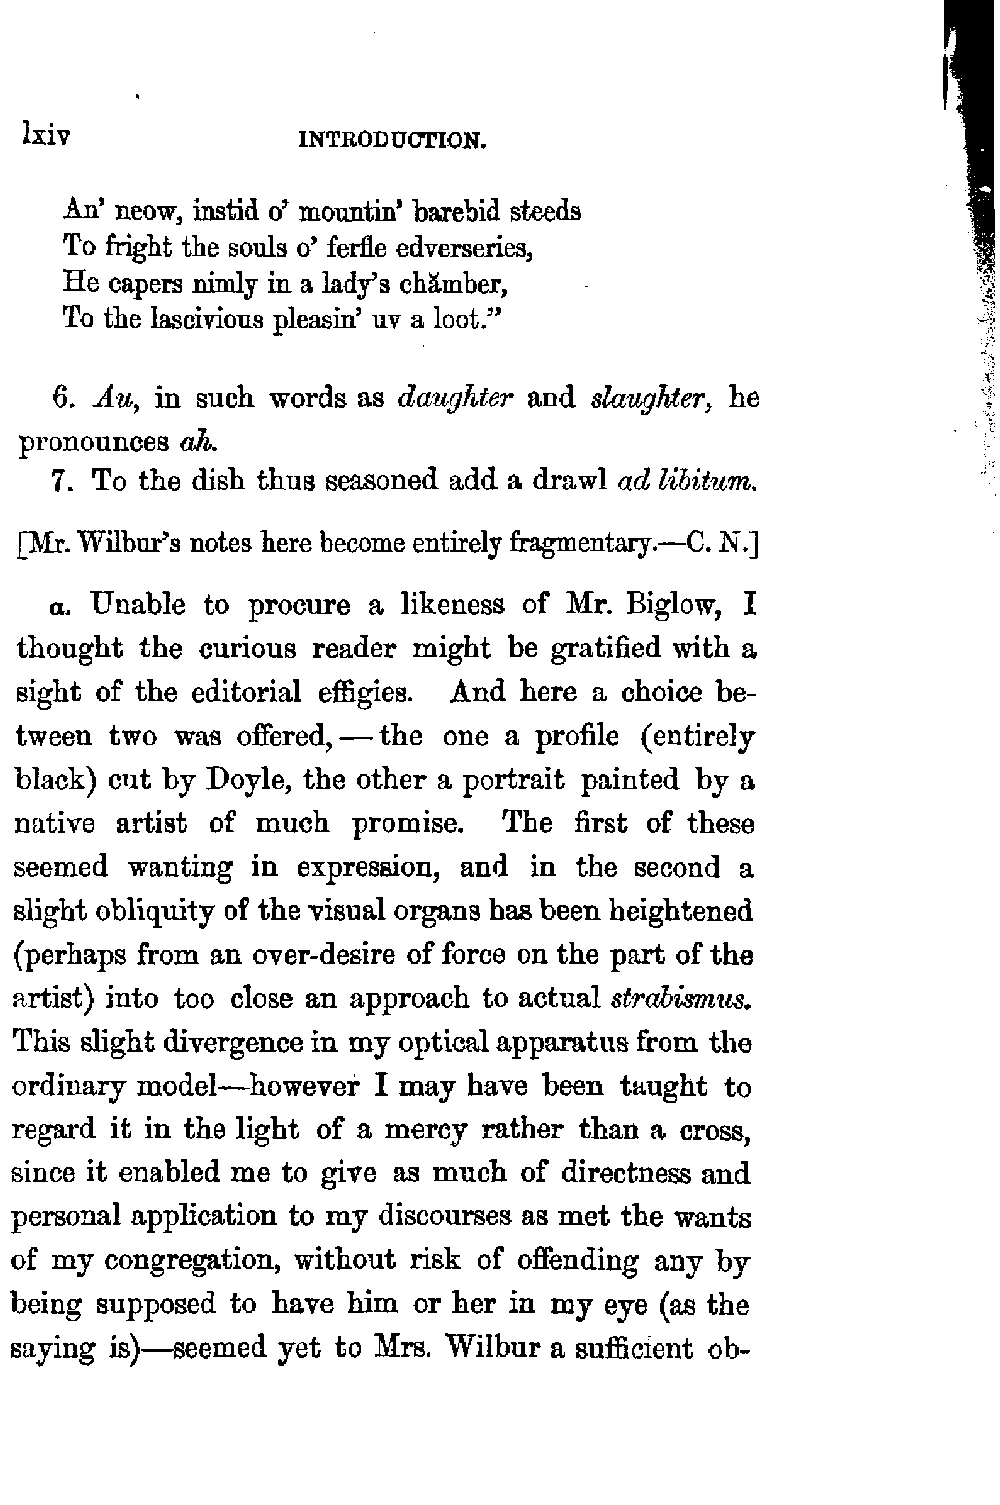 lxiv INTRODUCTION.
An' neow, instid o' mountin' barebid steeds
To fright the souls o' ferfle edverseries,
He capers nimly in a lady's chămber,
To the lascivious pleasin' uv a loot."
6. Au, in such words as daughter and slaughter, he
pronounces ah.
7. To the dish thus seasoned add a drawl ad libitum.
[Mr. Wilbur's notes here become entirely fragmentary.—C. N.]
α. Unable to procure a likeness of Mr. Biglow, I
thought the curious reader might be gratified with a
sight of the editorial effigies. And here a choice be-
tween two was offered,—the one a profile (entirely
black) cut by Doyle, the other a portrait painted by a
native artist of much promise. The first of these
seemed wanting in expression, and in the second a
slight obliquity of the visual organs has been heightened
(perhaps from an over-desire of force on the part of the
artist) into too close an approach to actual strabismus.
This slight divergence in my optical apparatus from the
ordinary model—however I may have been taught to
regard it in the light of a mercy rather than a cross,
since it enabled me to give as much of directness and
personal application to my discourses as met the wants
of my congregation, without risk of offending any by
being supposed to have him or her in my eye (as the
saying is)—seemed yet to Mrs. Wilbur a sufficient ob-